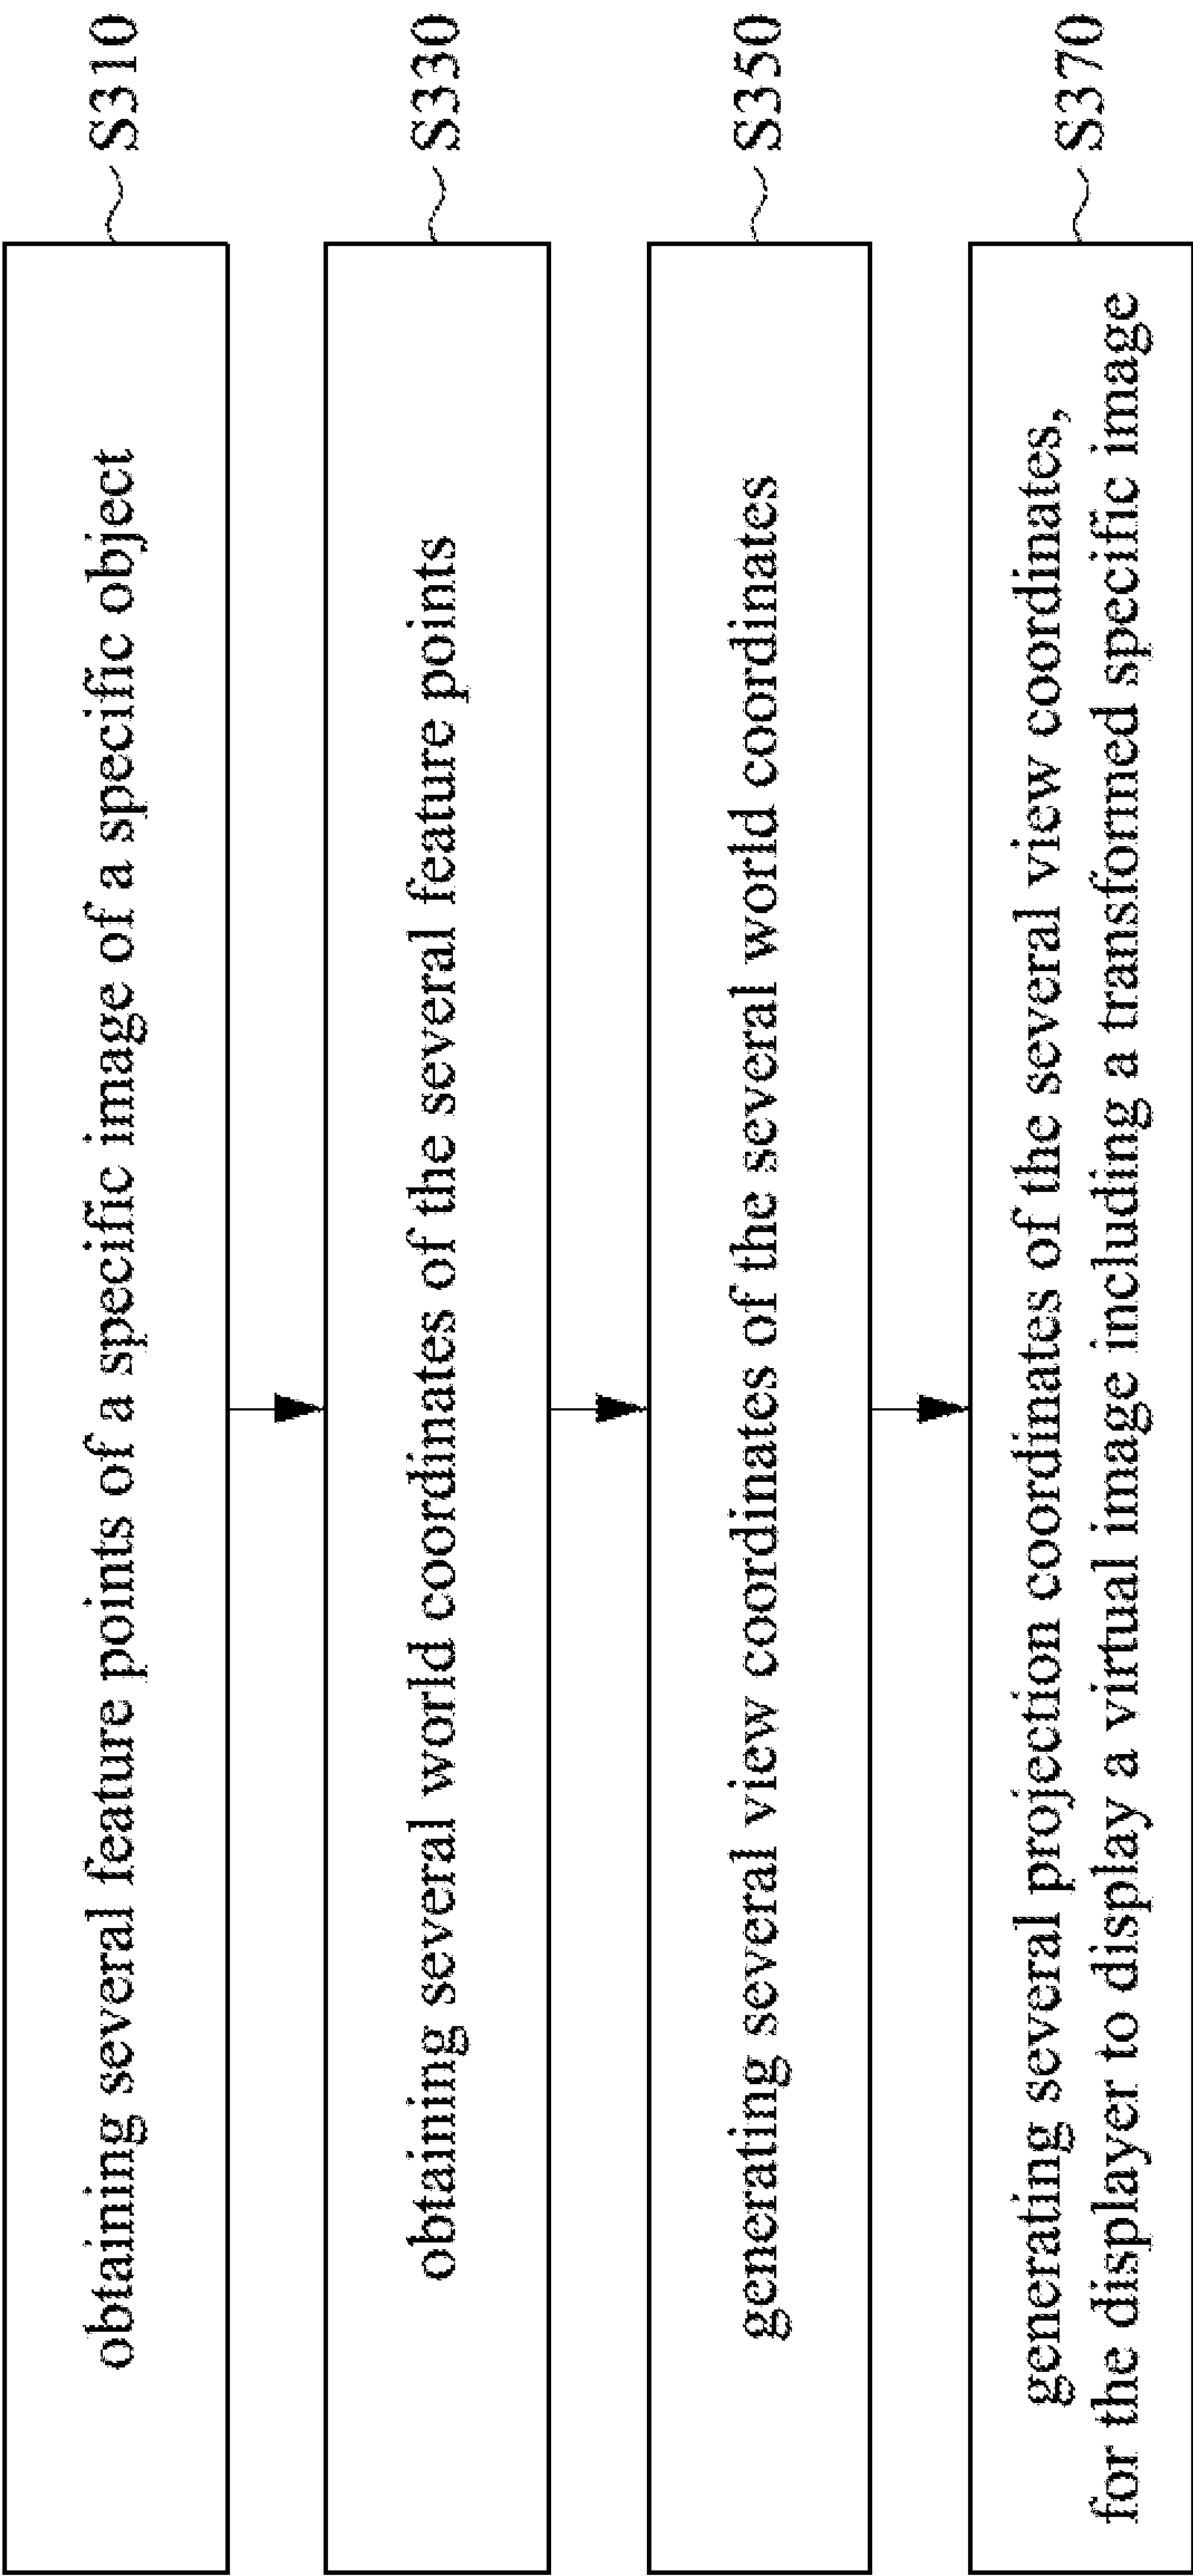 obtaining several feature points of a specific image of a specific object
S310
obtaining several world coordinates of the several feature points
S330
generating several view coordinates of the several world coordinates
S350
generating several projection coordinates of the several view coordinates,
for the displayer to display a virtual image including a transformed specific image
S370